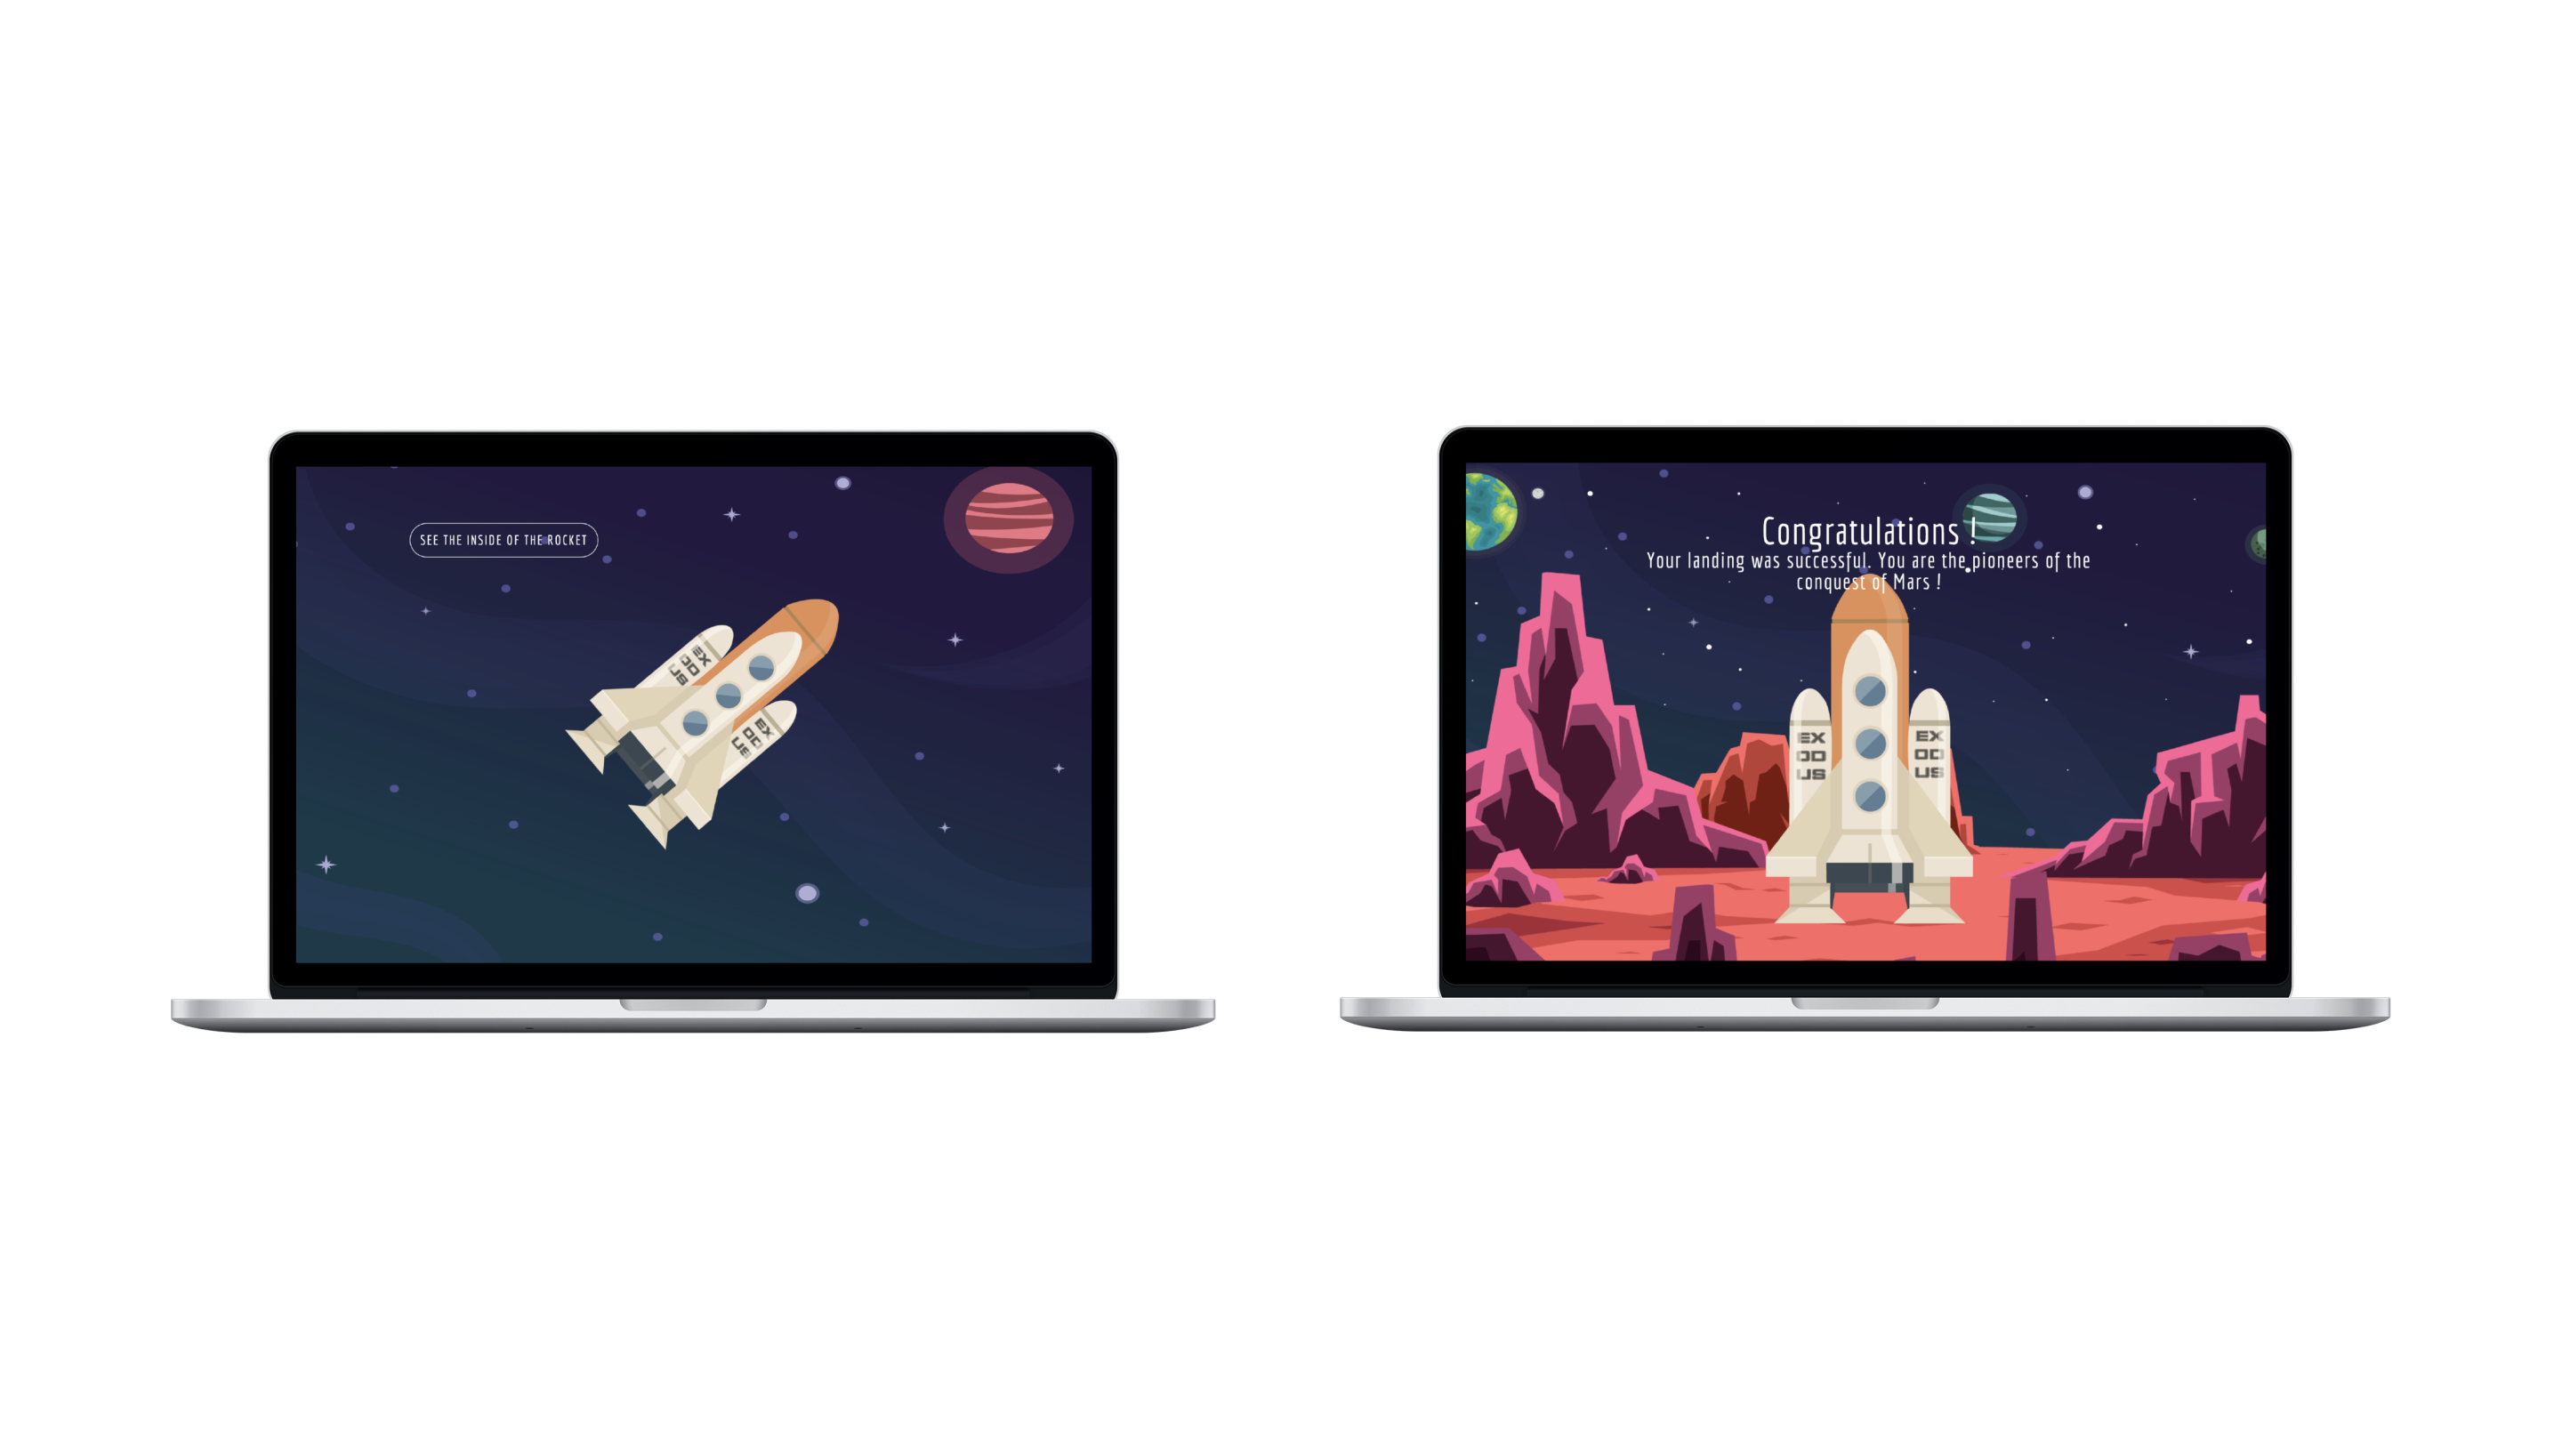 SEE THE INSIDE OF THE ROCKET
EX
OD
US
EX
OD
US
Congratulations !
Your landing was successful. You are the pioneers of the
conquest of Mars !
EX
OD
US
EX
OD
US